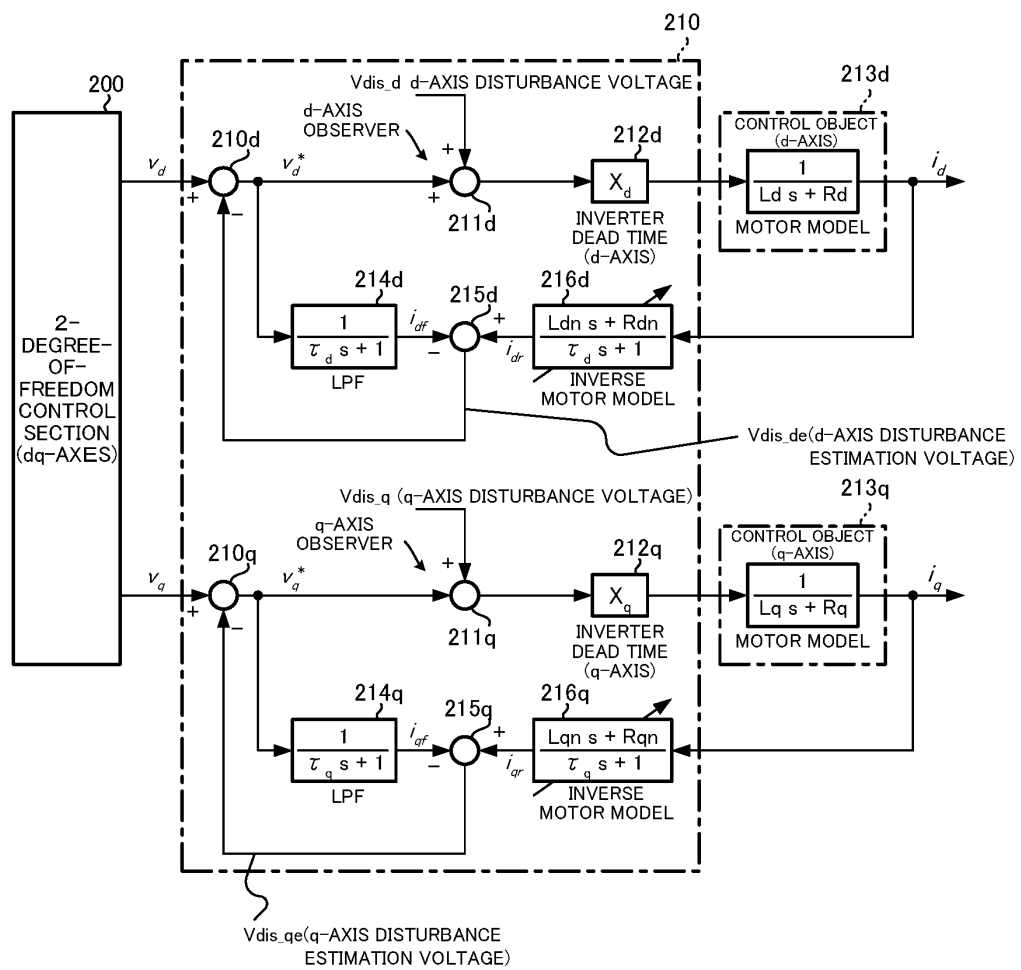 210
200
Vdis_d d-AXIS DISTURBANCE VOLTAGE
213d
d-AXIS
OBSERVER
210d
212d
CONTROL OBJECT
(d-AXIS)
v_d
v_d*
+
+
−
+
211d
X_d
1
Ld s + Rd
i_d
INVERTER
DEAD TIME
(d-AXIS)
MOTOR MODEL
214d
215d
216d
1
τ_d s + 1
LPF
i_df
−
+
i_dr
Ldn s + Rdn
τ_d s + 1
INVERSE
MOTOR MODEL
2-
DEGREE-
OF-
FREEDOM
CONTROL
SECTION
(dq-AXES)
Vdis_de(d-AXIS DISTURBANCE
ESTIMATION VOLTAGE)
Vdis_q (q-AXIS DISTURBANCE VOLTAGE)
213q
q-AXIS
OBSERVER
210q
212q
CONTROL OBJECT
(q-AXIS)
v_q
v_q*
+
+
−
211q
X_q
1
Lq s + Rq
i_q
INVERTER
DEAD TIME
(q-AXIS)
MOTOR MODEL
214q
215q
216q
1
τ_q s + 1
LPF
i_qf
−
+
i_qr
Lqn s + Rqn
τ_q s + 1
INVERSE
MOTOR MODEL
Vdis_qe(q-AXIS DISTURBANCE
ESTIMATION VOLTAGE)